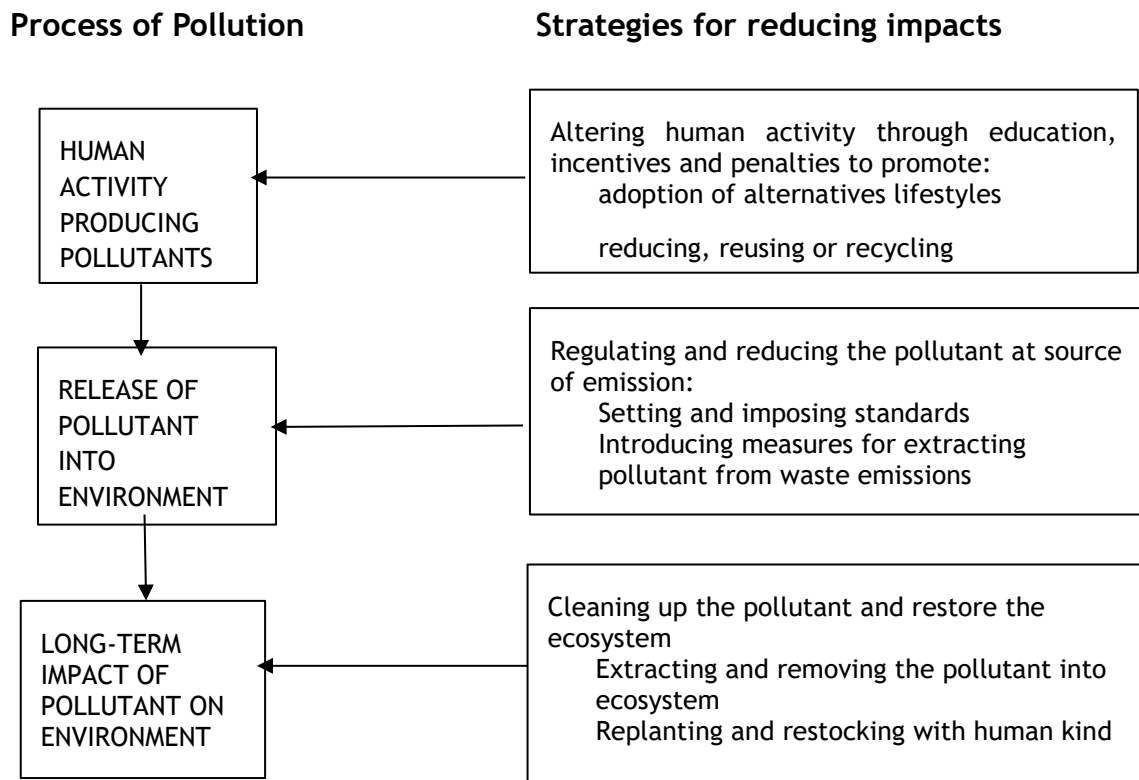 Process of Pollution
Strategies for reducing impacts
HUMAN
ACTIVITY
PRODUCING
POLLUTANTS
Altering human activity through education,
incentives and penalties to promote:
adoption of alternatives lifestyles
reducing, reusing or recycling
RELEASE OF
POLLUTANT
INTO
ENVIRONMENT
Regulating and reducing the pollutant at source
of emission:
Setting and imposing standards
Introducing measures for extracting
pollutant from waste emissions
LONG-TERM
IMPACT OF
POLLUTANT ON
ENVIRONMENT
Cleaning up the pollutant and restore the
ecosystem
Extracting and removing the pollutant into
ecosystem
Replanting and restocking with human kind